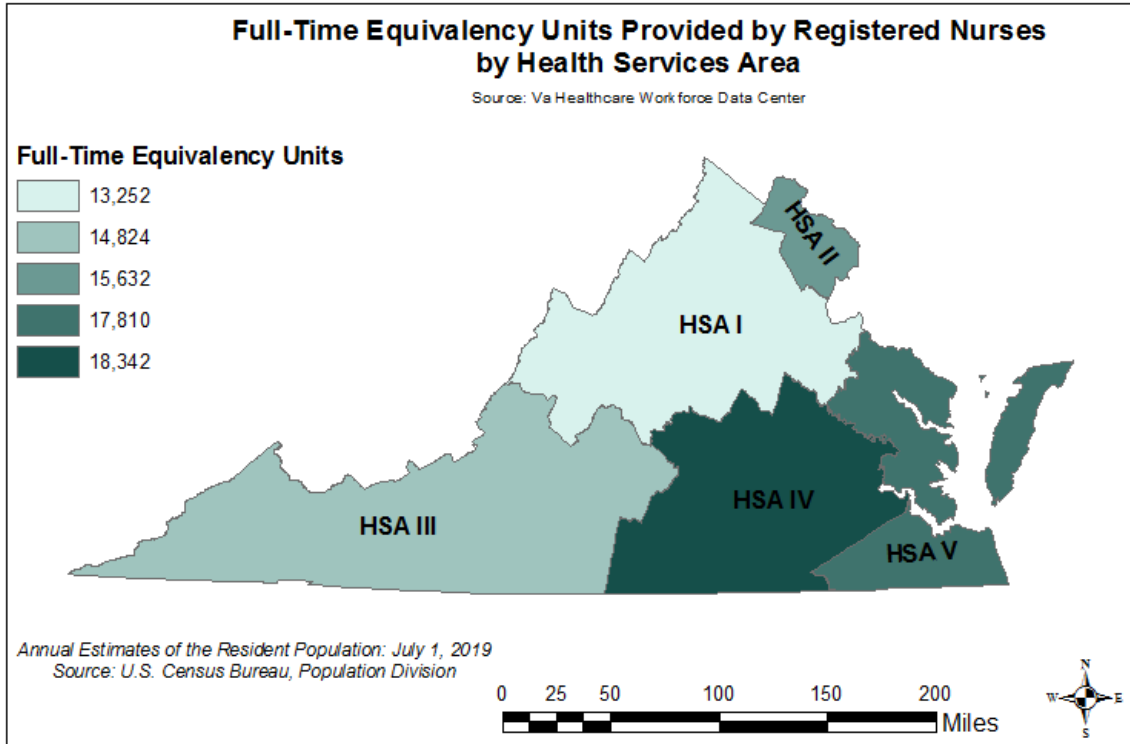 Full-Time Equivalency Units Provided by Registered Nurses
by Health Services Area
Source: Va Healthcare Workforce Data Center
Full-Time Equivalency Units
13,252
14,824
15,632
17,810
18,342
HSA II
HSA I
HSA IV
HSA III
HSA V
Annual Estimates of the Resident Population: July 1, 2019
Source: U.S. Census Bureau, Population Division
0 25 50 100 150 200
Miles
N
W E
S